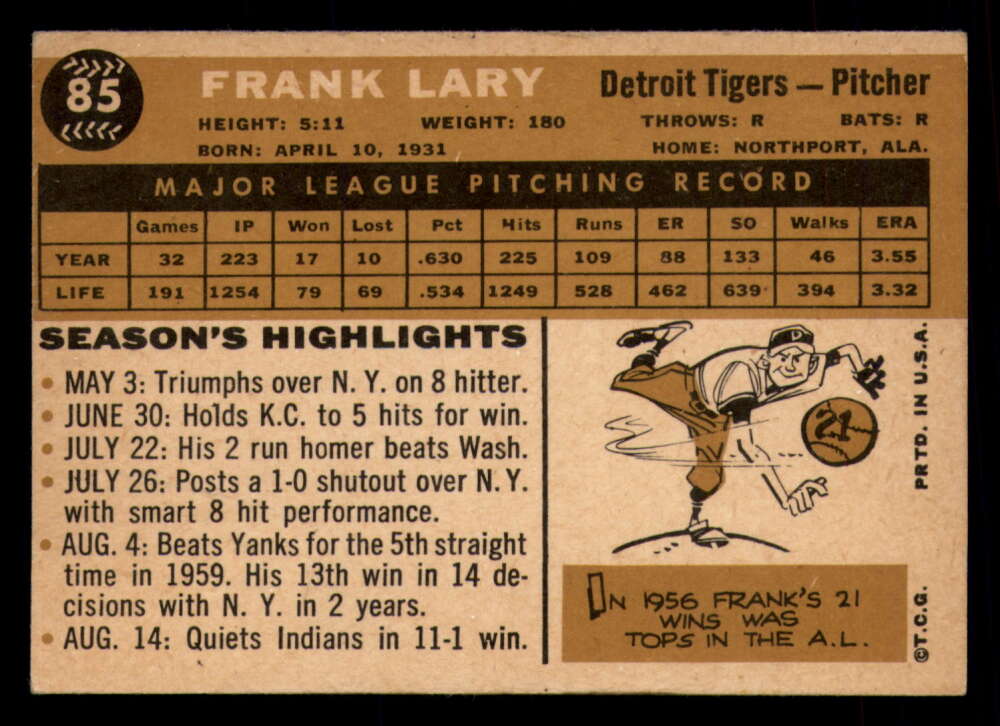 85
FRANK LARY
Detroit Tigers — Pitcher
HEIGHT: 5:11 WEIGHT: 180 THROWS: R BATS: R
BORN: APRIL 10, 1931 HOME: NORTHPORT, ALA.
MAJOR LEAGUE PITCHING RECORD
Games IP Won Lost Pct Hits Runs ER SO Walks ERA
YEAR 32 223 17 10 .630 225 109 88 133 46 3.55
LIFE 191 1254 79 69 .534 1249 528 462 639 394 3.32
SEASON'S HIGHLIGHTS
• MAY 3: Triumphs over N. Y. on 8 hitter.
• JUNE 30: Holds K.C. to 5 hits for win.
• JULY 22: His 2 run homer beats Wash.
• JULY 26: Posts a 1-0 shutout over N. Y.
with smart 8 hit performance.
• AUG. 4: Beats Yanks for the 5th straight
time in 1959. His 13th win in 14 de-
cisions with N. Y. in 2 years.
• AUG. 14: Quiets Indians in 11-1 win.
D
21
IN 1956 FRANK'S 21
WINS WAS
TOPS IN THE A.L.
PRTD. IN U.S.A.
©T.C.G.